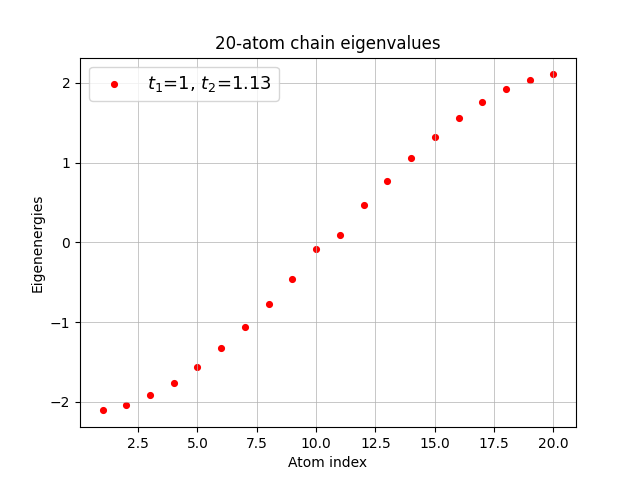 20-atom chain eigenvalues
t₁=1, t₂=1.13
Eigenenergies
2
1
0
−1
−2
2.5 5.0 7.5 10.0 12.5 15.0 17.5 20.0
Atom index